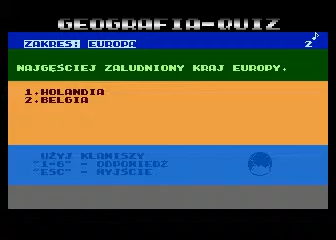 GEOGRAFIA-QUIZ
ZAKRES: EUROPA 2
NAJGĘŚCIEJ ZALUDNIONY KRAJ EUROPY.
1.HOLANDIA
2.BELGIA
UŻYJ KLAWISZY
"1-6" - ODPOWIEDŹ
"ESC" - WYJŚCIE